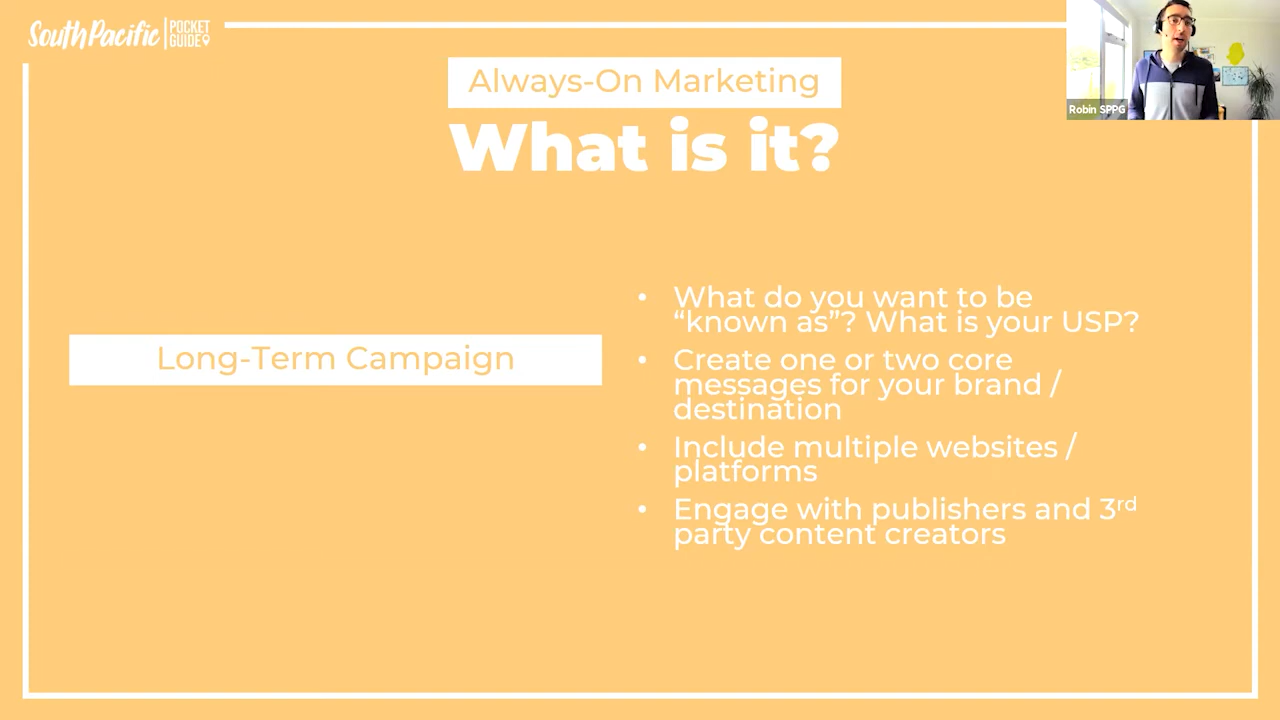 SouthPacific POCKET
GUIDE
Always-On Marketing
What is it?
Robin SPPG
Long-Term Campaign
• What do you want to be
“known as”? What is your USP?
• Create one or two core
messages for your brand /
destination
• Include multiple websites /
platforms
• Engage with publishers and 3rd
party content creators